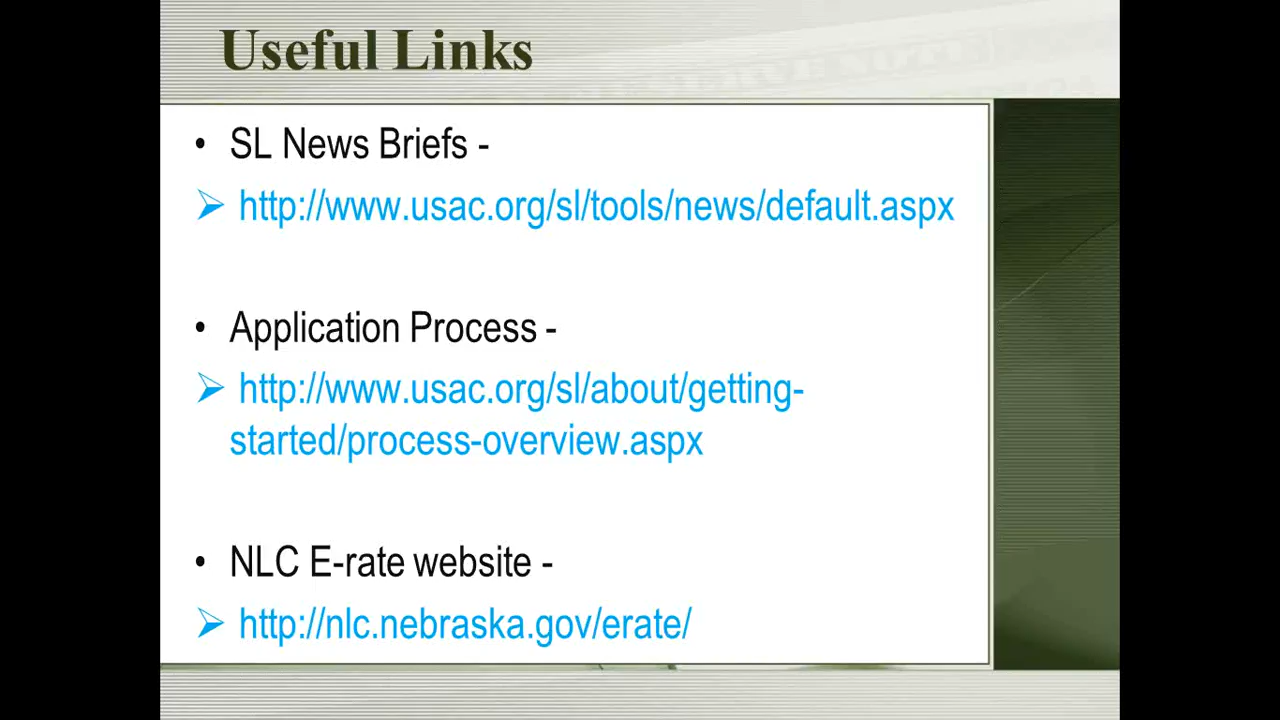 Useful Links
• SL News Briefs -
➢ http://www.usac.org/sl/tools/news/default.aspx
• Application Process -
➢ http://www.usac.org/sl/about/getting-
started/process-overview.aspx
• NLC E-rate website -
➢ http://nlc.nebraska.gov/erate/